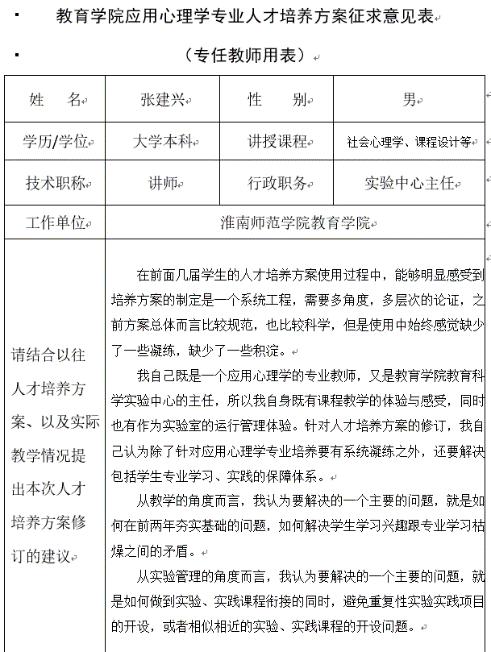 教育学院应用心理学专业人才培养方案征求意见表
（专任教师用表）
姓 名 张建兴 性 别 男
学历/学位 大学本科 讲授课程 社会心理学、课程设计等
技术职称 讲师 行政职务 实验中心主任
工作单位 淮南师范学院教育学院
请结合以往
人才培养方
案、以及实际
教学情况提
出本次人才
培养方案修
订的建议
在前面几届学生的人才培养方案使用过程中，能够明显感受到
培养方案的制定是一个系统工程，需要多角度，多层次的论证，之
前方案总体而言比较规范，也比较科学，但是使用中始终感觉缺少
了一些凝练，缺少了一些积淀。
我自己既是一个应用心理学的专业教师，又是教育学院教育科
学实验中心的主任，所以我自身既有课程教学的体验与感受，同时
也有作为实验室的运行管理体验。针对人才培养方案的修订，我自
己认为除了针对应用心理学专业培养要有系统凝练之外，还要解决
包括学生专业学习、实践的保障体系。
从教学的角度而言，我认为要解决的一个主要的问题，就是如
何在前两年夯实基础的问题，如何解决学生学习兴趣跟专业学习枯
燥之间的矛盾。
从实验管理的角度而言，我认为要解决的一个主要的问题，就
是如何做到实验、实践课程衔接的同时，避免重复性实验实践项目
的开设，或者相似相近的实验、实践课程的开设问题。